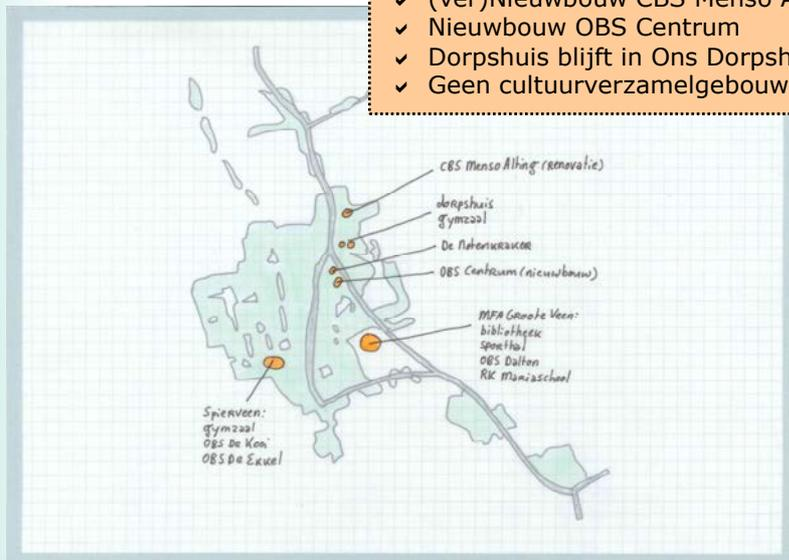 (ver)Nieuwbouw CBS Menso
Nieuwbouw OBS Centrum
Dorpshuis blijft in Ons
Geen cultuurverzamelgebouw
CBS Menso Alting (renovatie)
dorpshuis
gymzaal
De Notenkraker
OBS Centrum (nieuwbouw)
MFA Groote Veen:
bibliotheek
sporthal
OBS Dalton
RK Mariaschool
Spierveen:
gymzaal
OBS De Kooi
OBS De Ekkel